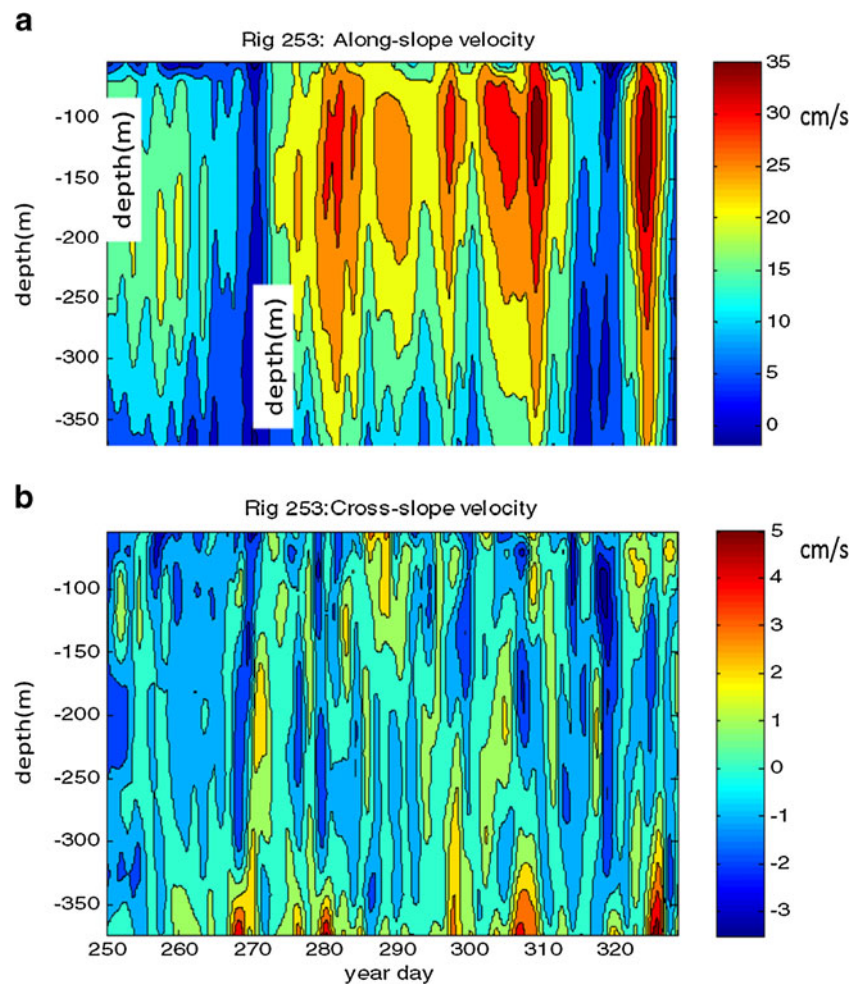 a
Rig 253: Along-slope velocity
depth(m)
depth(m)
depth(m)
-100
-150
-200
-250
-300
-350
35
30
25
20
15
10
5
0
cm/s
b
Rig 253:Cross-slope velocity
depth(m)
-100
-150
-200
-250
-300
-350
250 260 270 280 290 300 310 320
year day
5
4
3
2
1
0
-1
-2
-3
cm/s